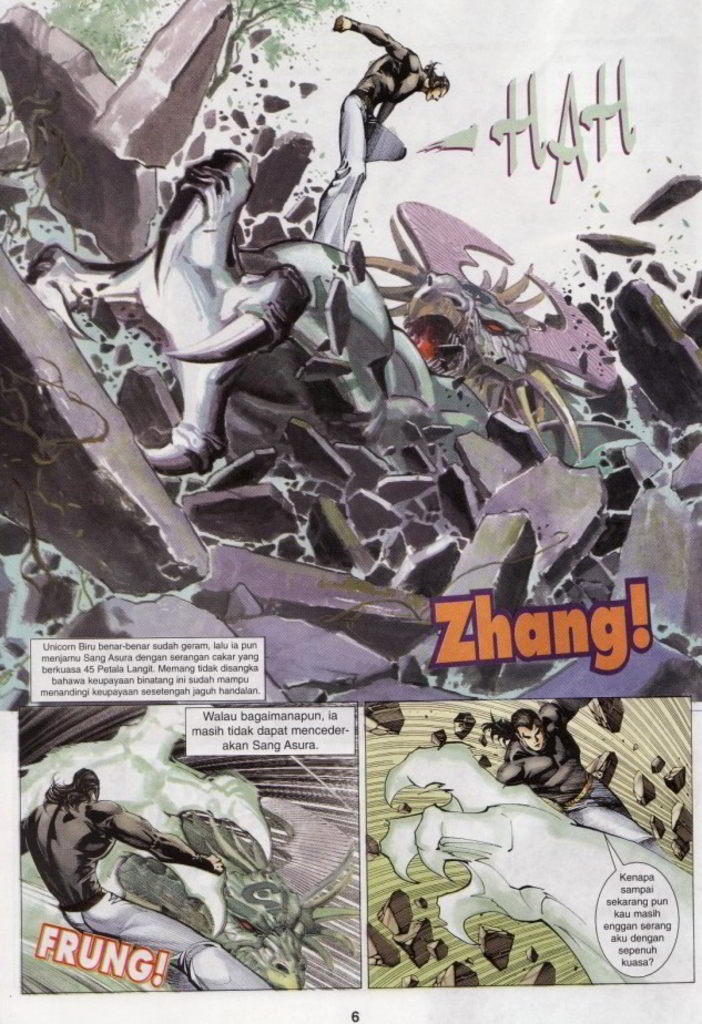 HAH
Zhang!
Unicorn Biru benar-benar sudah geram, lalu ia pun
menjamu Sang Asura dengan serangan cakar yang
berkuasa 45 Petala Langit. Memang tidak disangka
bahawa keupayaan binatang ini sudah mampu
menandingi keupayaan sesetengah jaguh handalan.
Walau bagaimanapun, ia
masih tidak dapat menceder-
akan Sang Asura.
FRUNG!
Kenapa
sampai
sekarang pun
kau masih
enggan serang
aku dengan
sepenuh
kuasa?
6